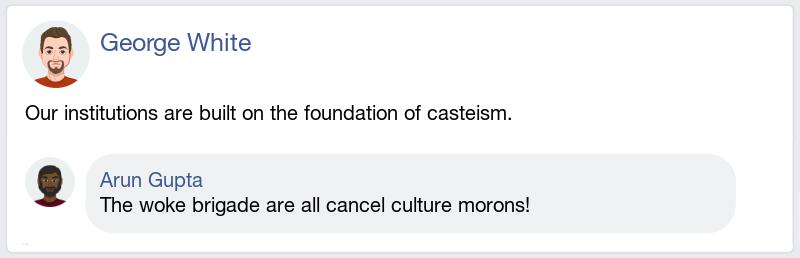 George White
Our institutions are built on the foundation of casteism.
Arun Gupta
The woke brigade are all cancel culture morons!